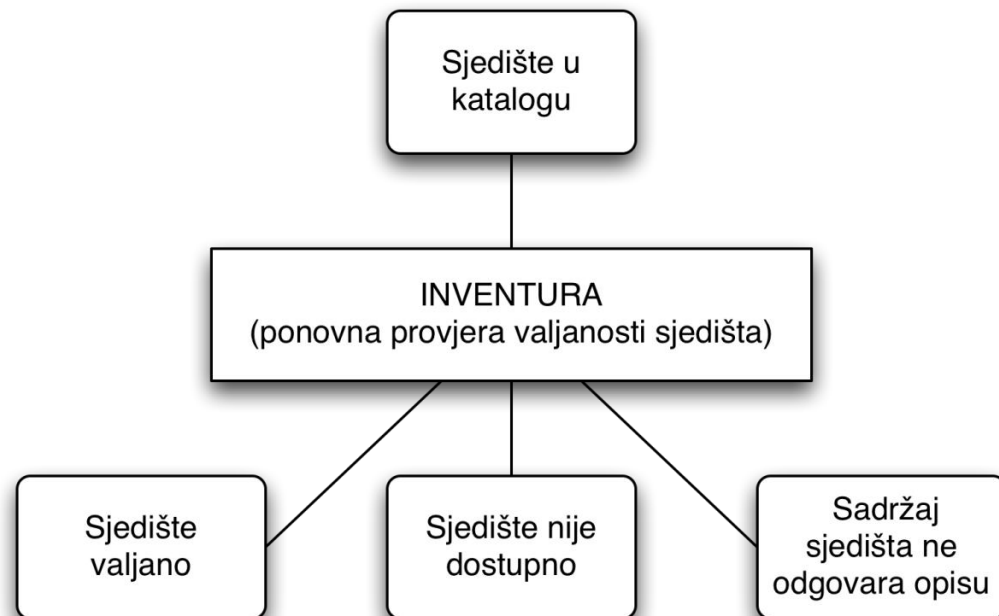 Sjedište u
katalogu
INVENTURA
(ponovna provjera valjanosti sjedišta)
Sjedište
valjano
Sjedište nije
dostupno
Sadržaj
sjedišta ne
odgovara opisu